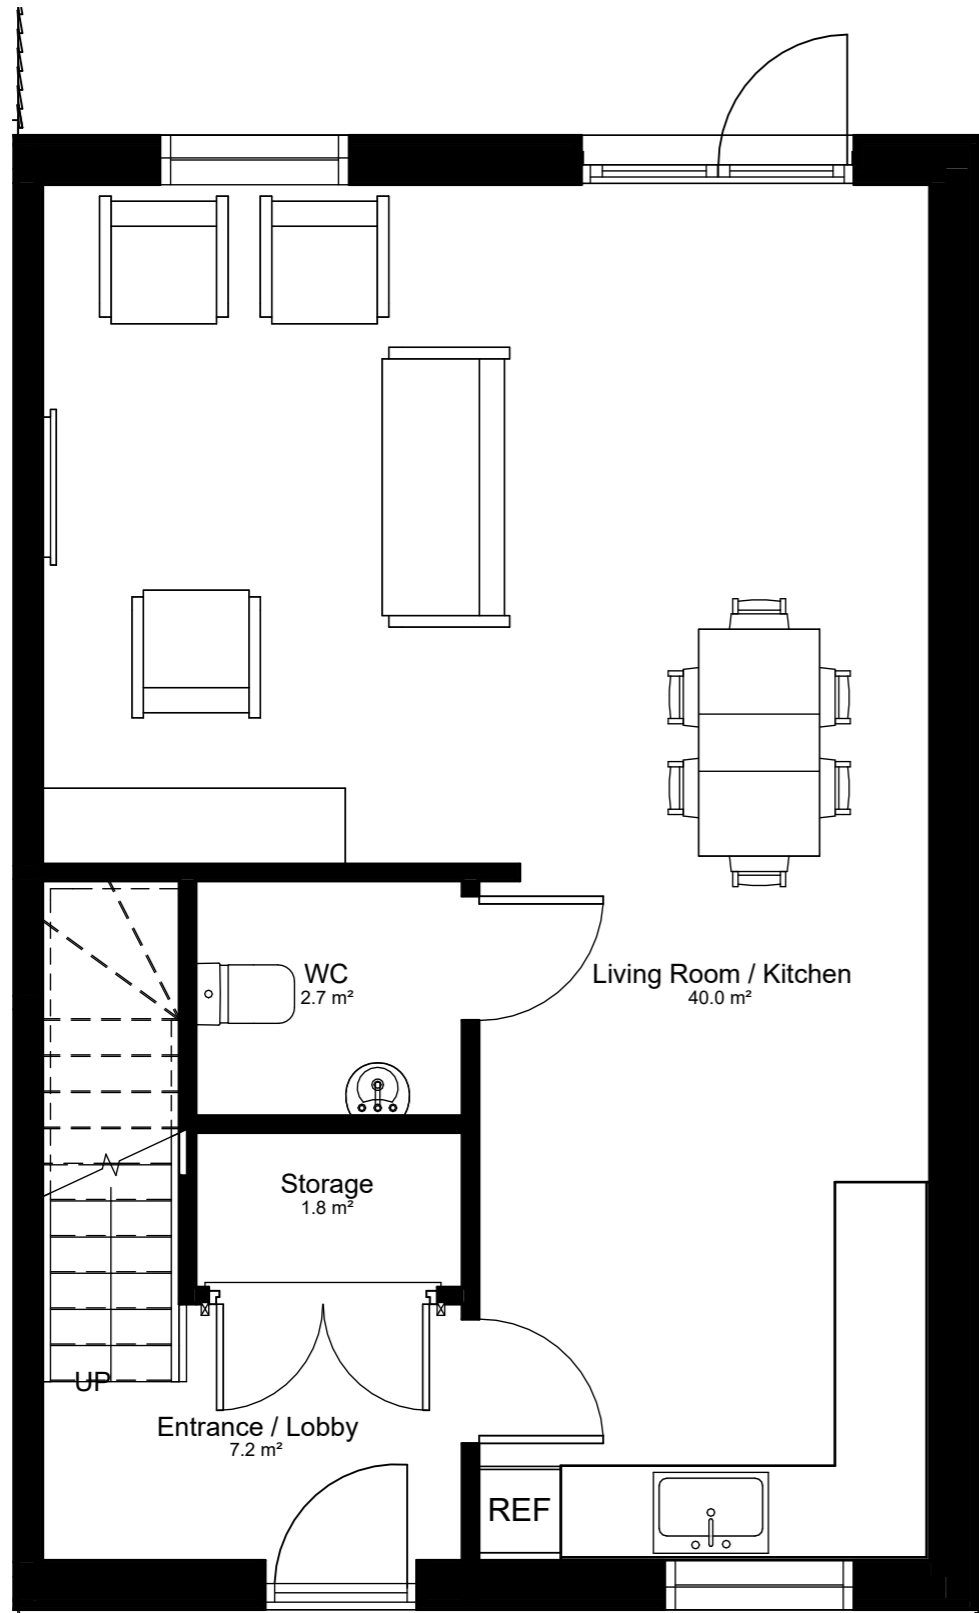 WC
2.7 m²
Living Room / Kitchen
40.0 m²
Storage
1.8 m²
UP
Entrance / Lobby
7.2 m²
REF